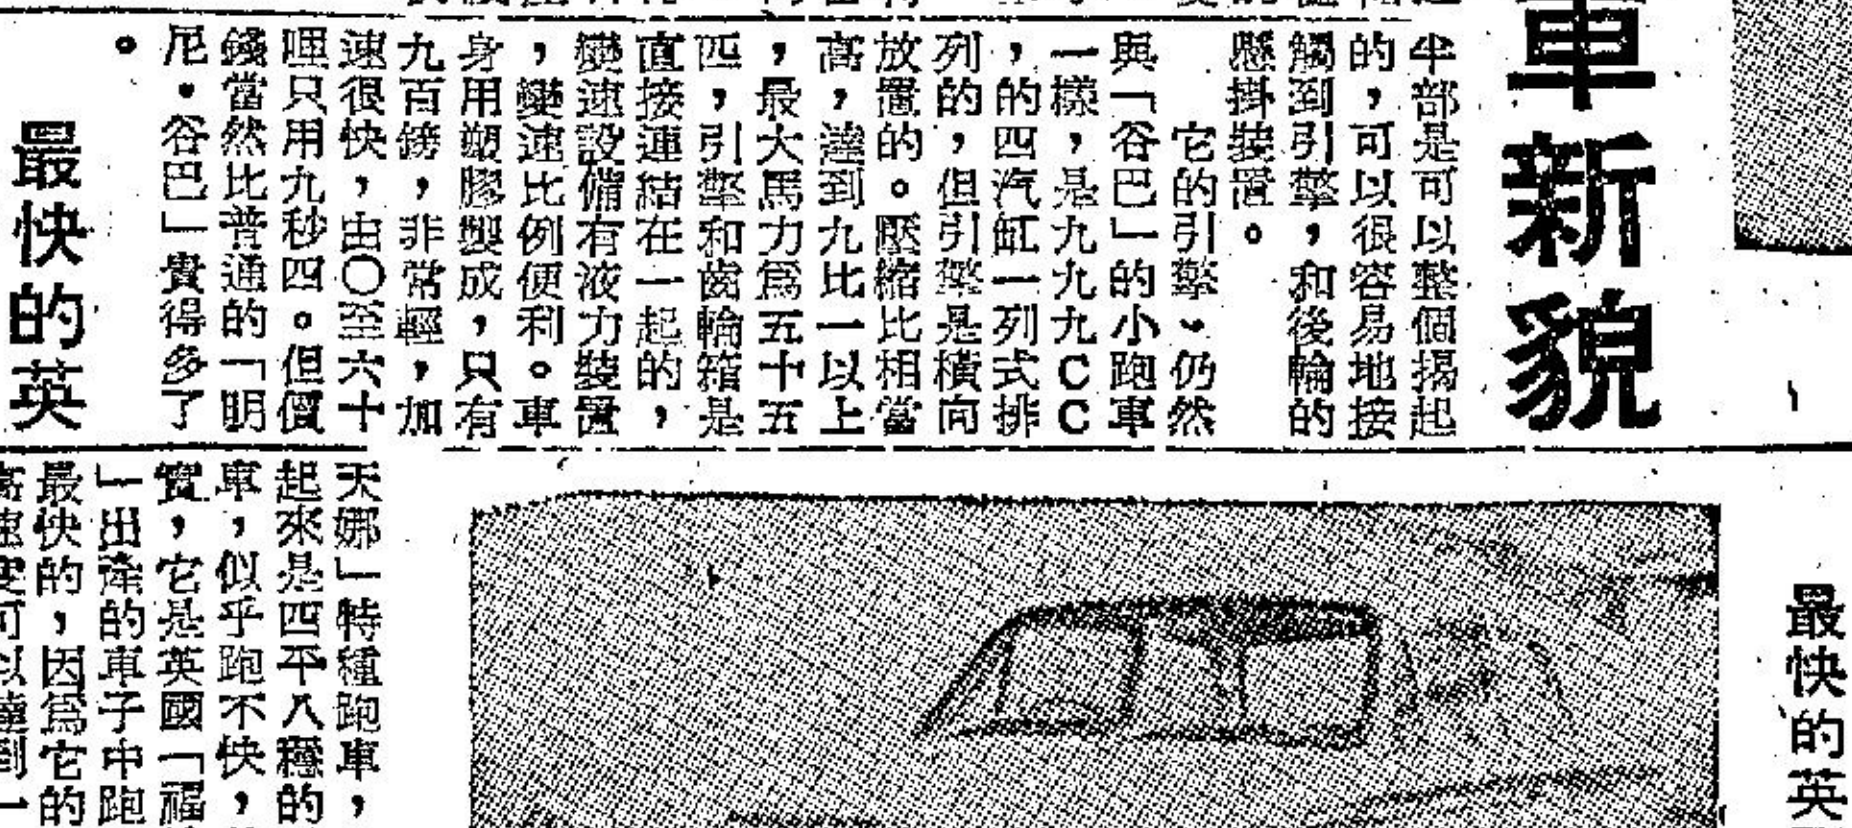 車新貌
半部是可以整個揭起
的，可以很容易地接
觸到引擎，和後輪的
懸掛裝置。
它的引擎、仍然
與「谷巴」的小跑車
一樣，是九九九CC
，的四汽缸一列式排
列的，但引擎是橫向
放置的。壓縮比相當
高，達到九比一以上
，最大馬力為五十五
匹，引擎和齒輪箱是
直接連結在一起的，
變速設備有液力裝置
，變速比例便利。車
身用塑膠製成，只有
九百傍，非常輕，加
速很快，由〇至六十
哩只用九秒四。但價
錢當然比普通的「明
尼・谷巴」貴得多了
。
最快的英
最快的英
天娜」特種跑車，
起來是四平八穩的
車，似乎跑不快，
實，它是英國「福
」出產的車子中跑
最快的，因為它的
高速度可以達到一